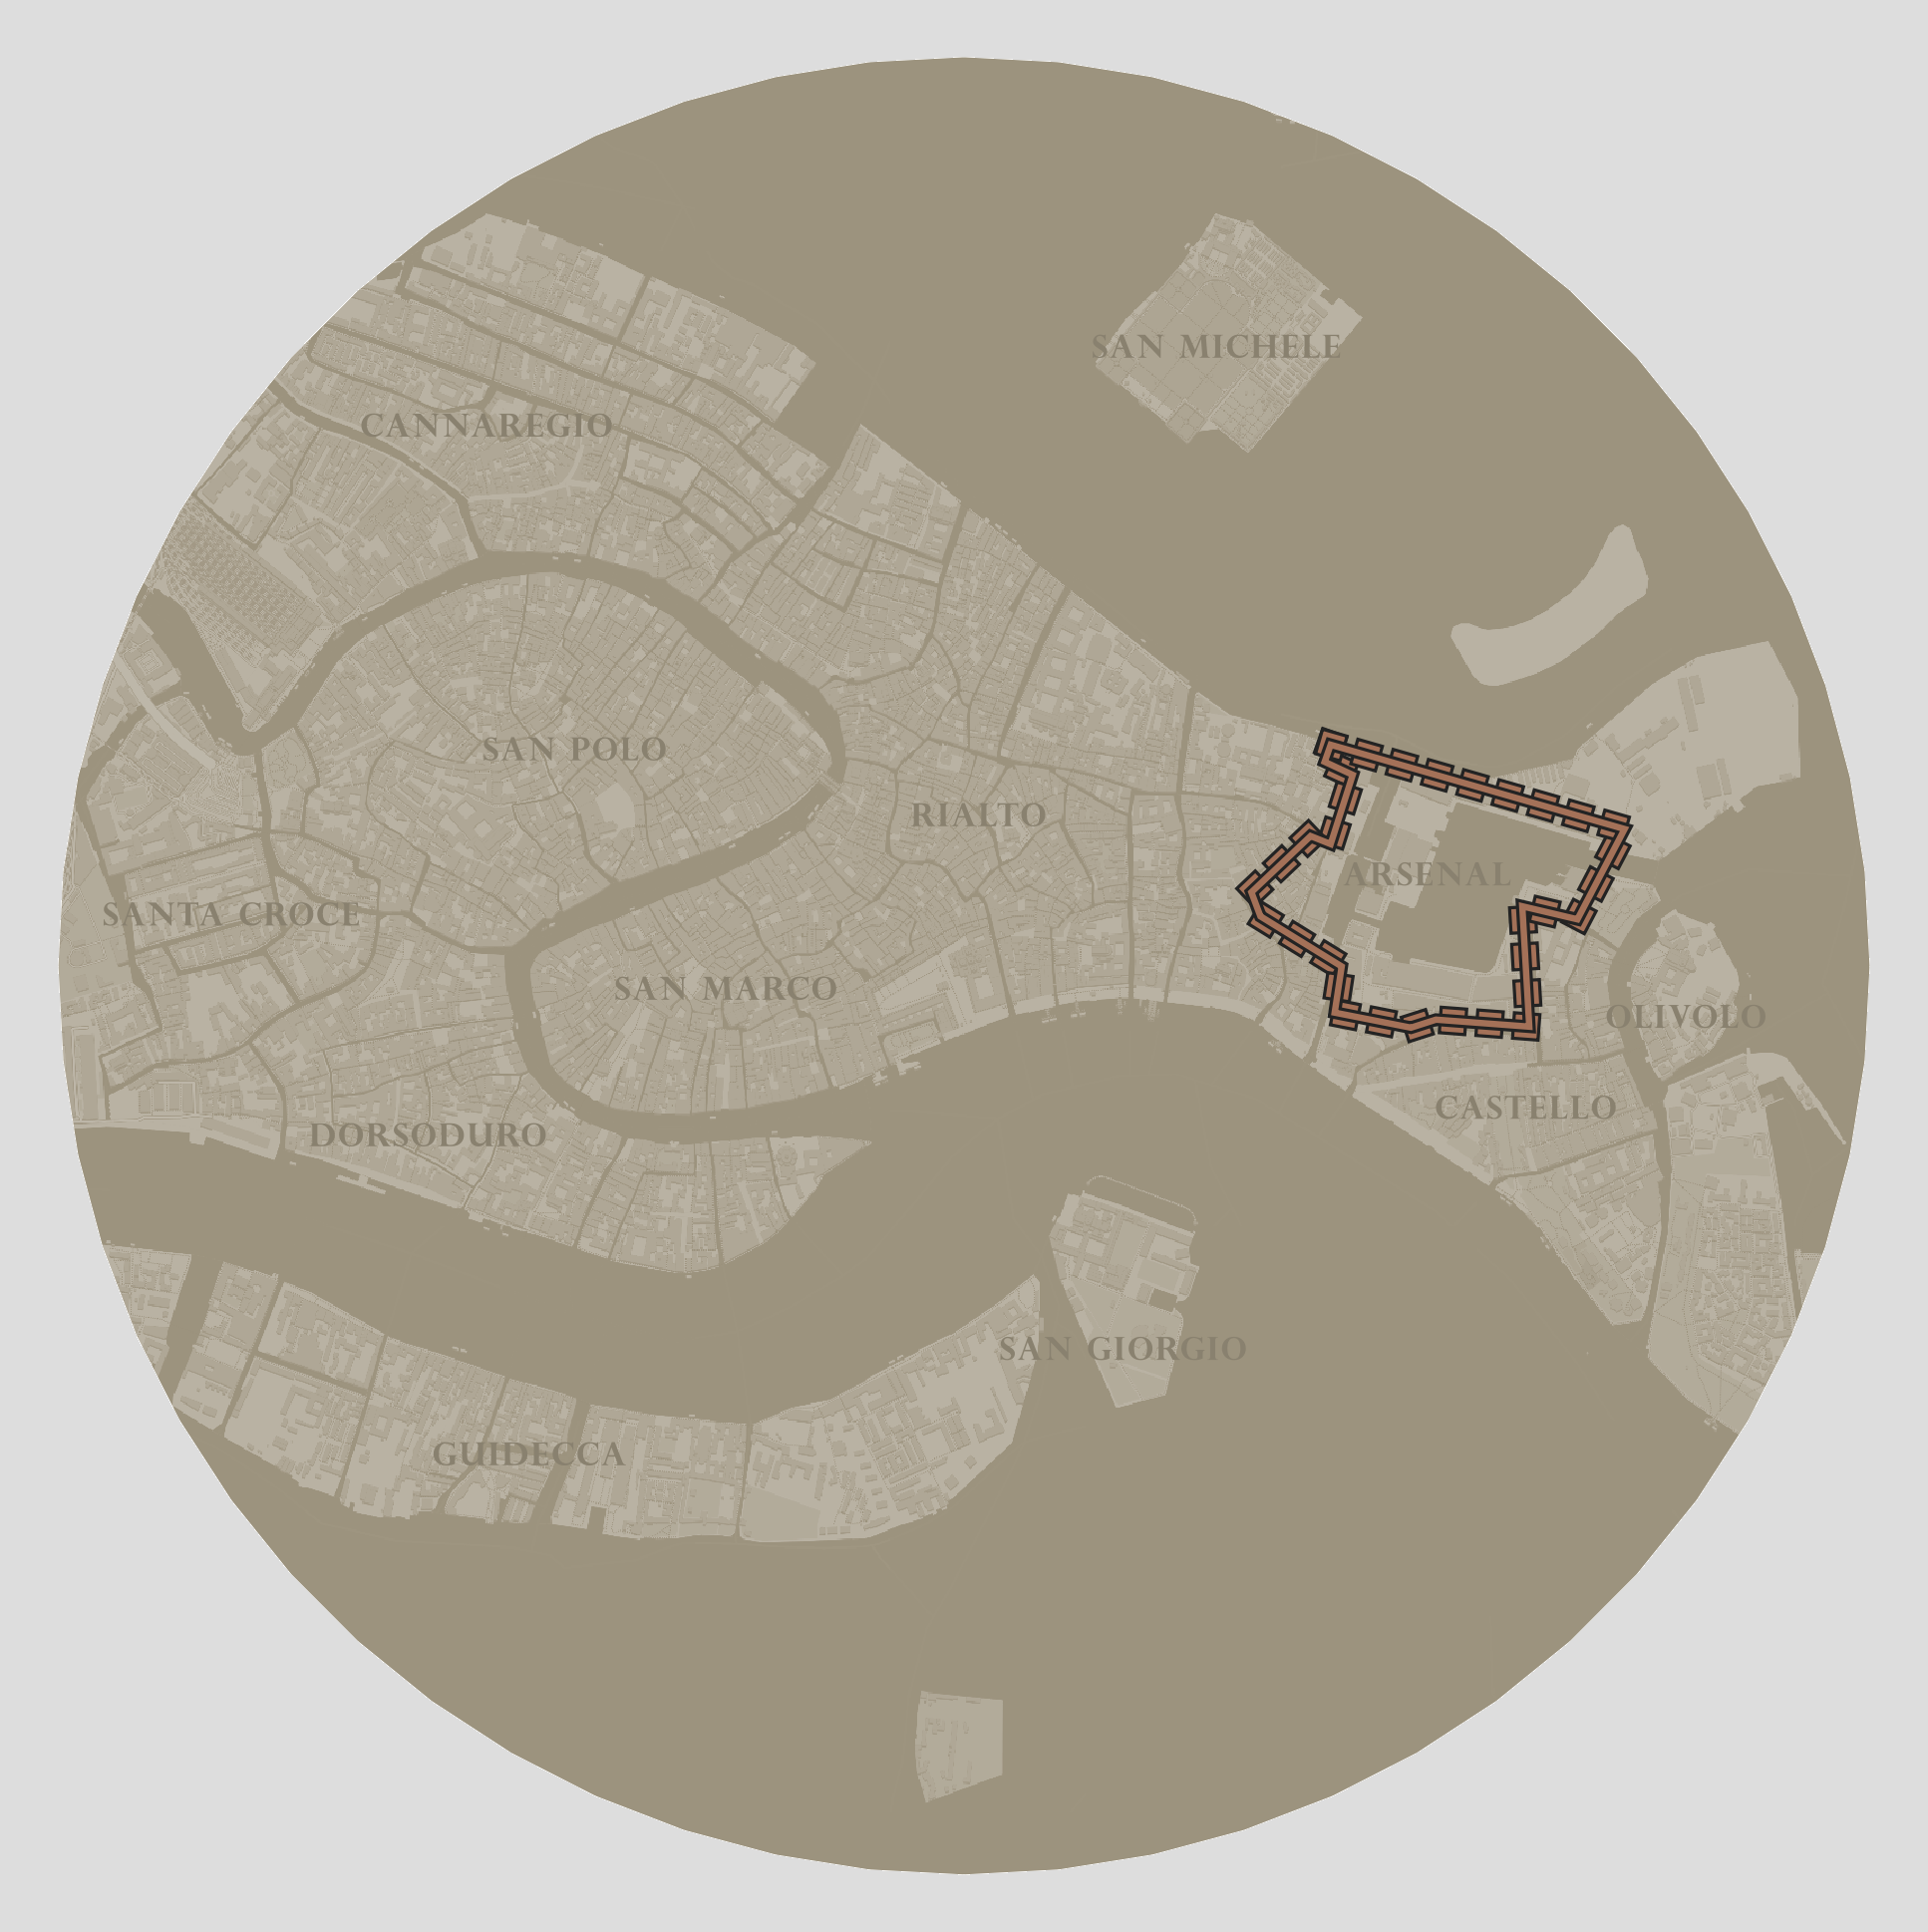 SAN MICHELE
CANNAREGIO
SAN POLO
RIALTO
ARSENAL
SANTA CROCE
SAN MARCO
OLIVOLO
CASTELLO
DORSODURO
SAN GIORGIO
GUIDECCA